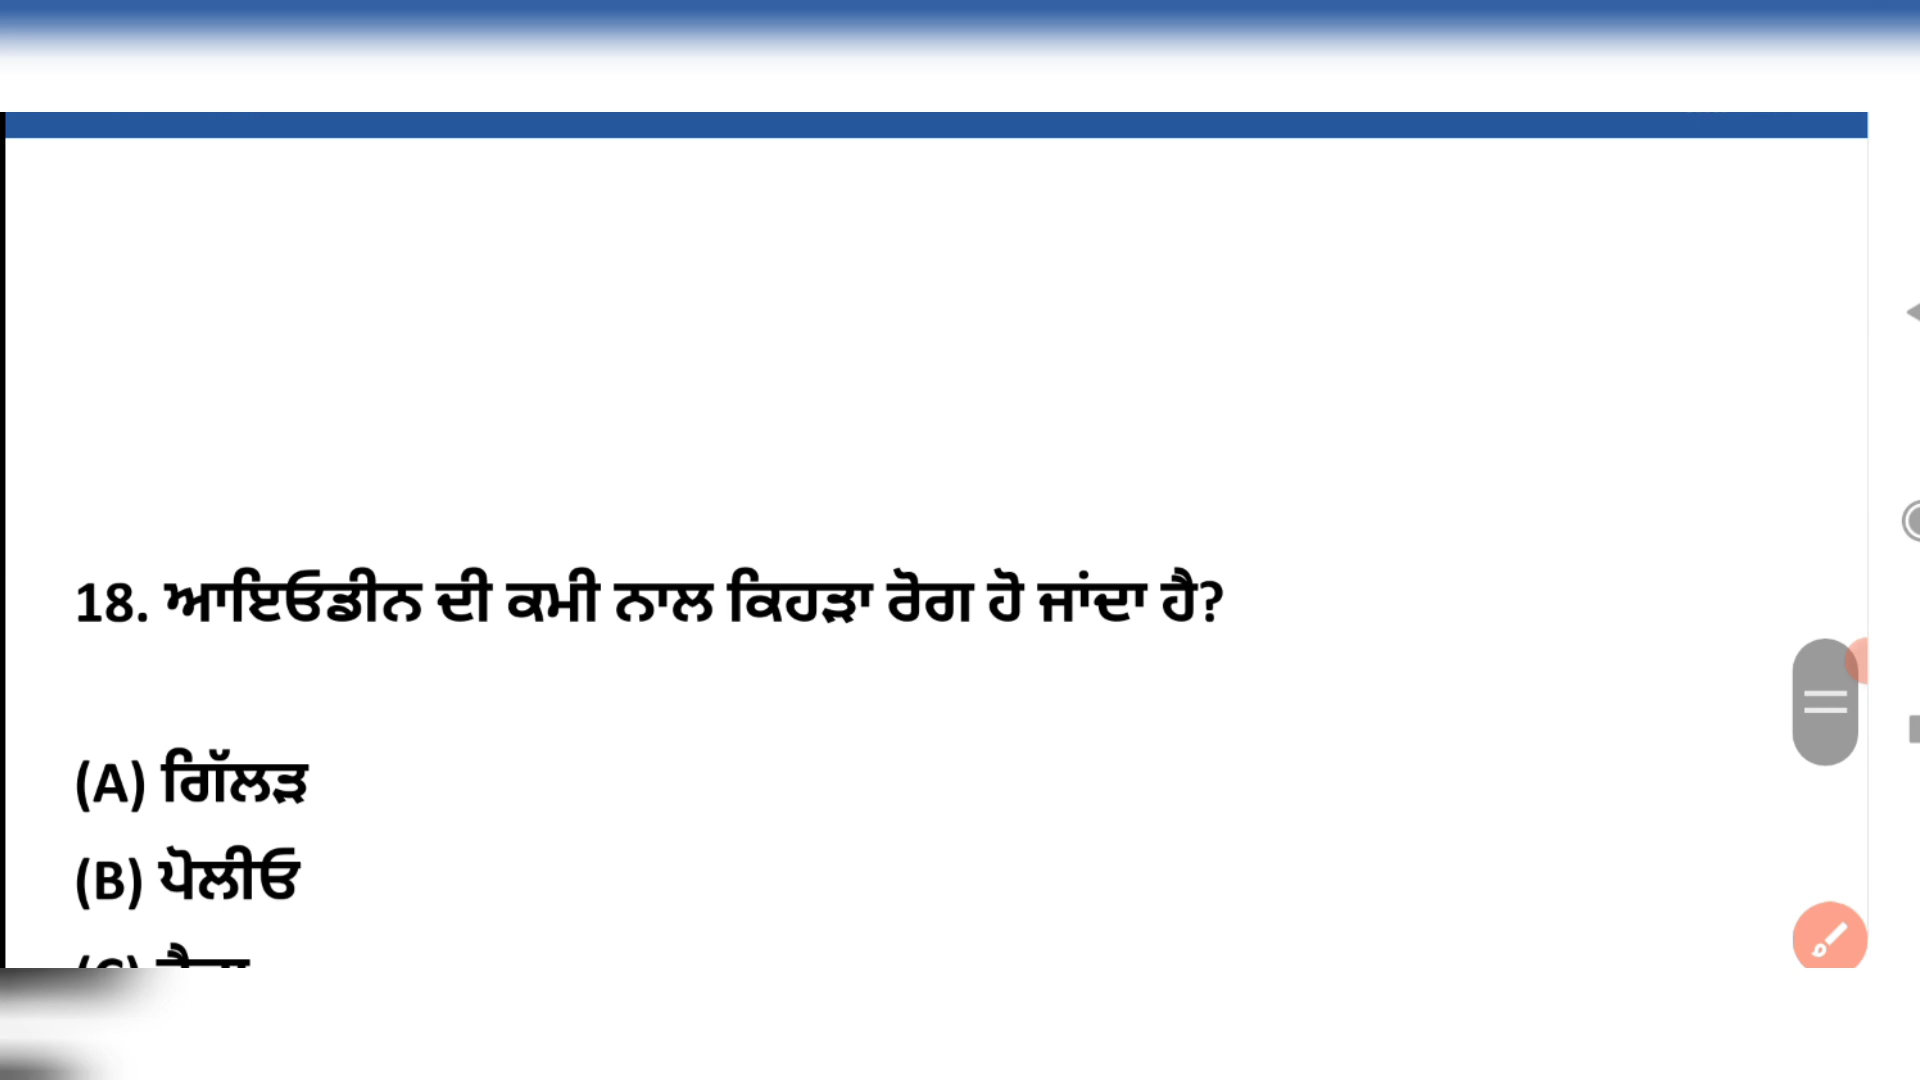 18. ਆਇਓਡੀਨ ਦੀ ਕਮੀ ਨਾਲ ਕਿਹੜਾ ਰੋਗ ਹੋ ਜਾਂਦਾ ਹੈ?
(A) ਗਿੱਲੜ
(B) ਪੋਲੀਓ
(C)